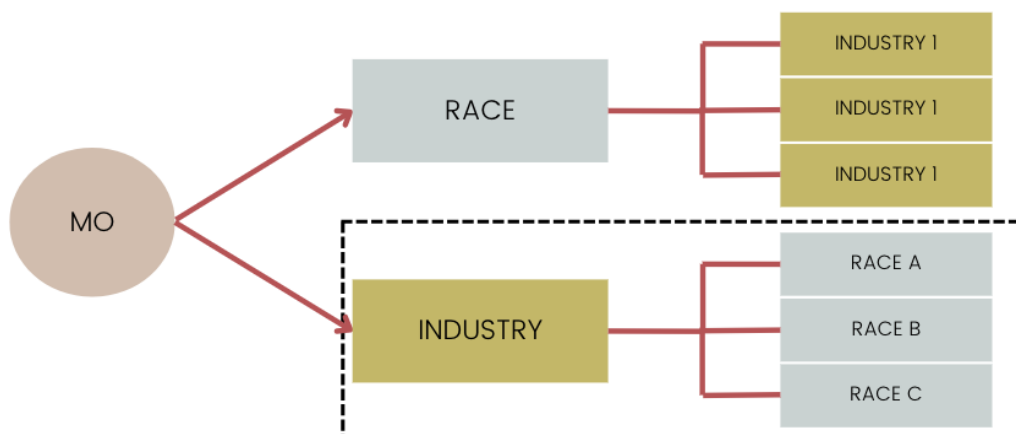 MO
RACE
INDUSTRY 1
INDUSTRY 1
INDUSTRY 1
INDUSTRY
RACE A
RACE B
RACE C